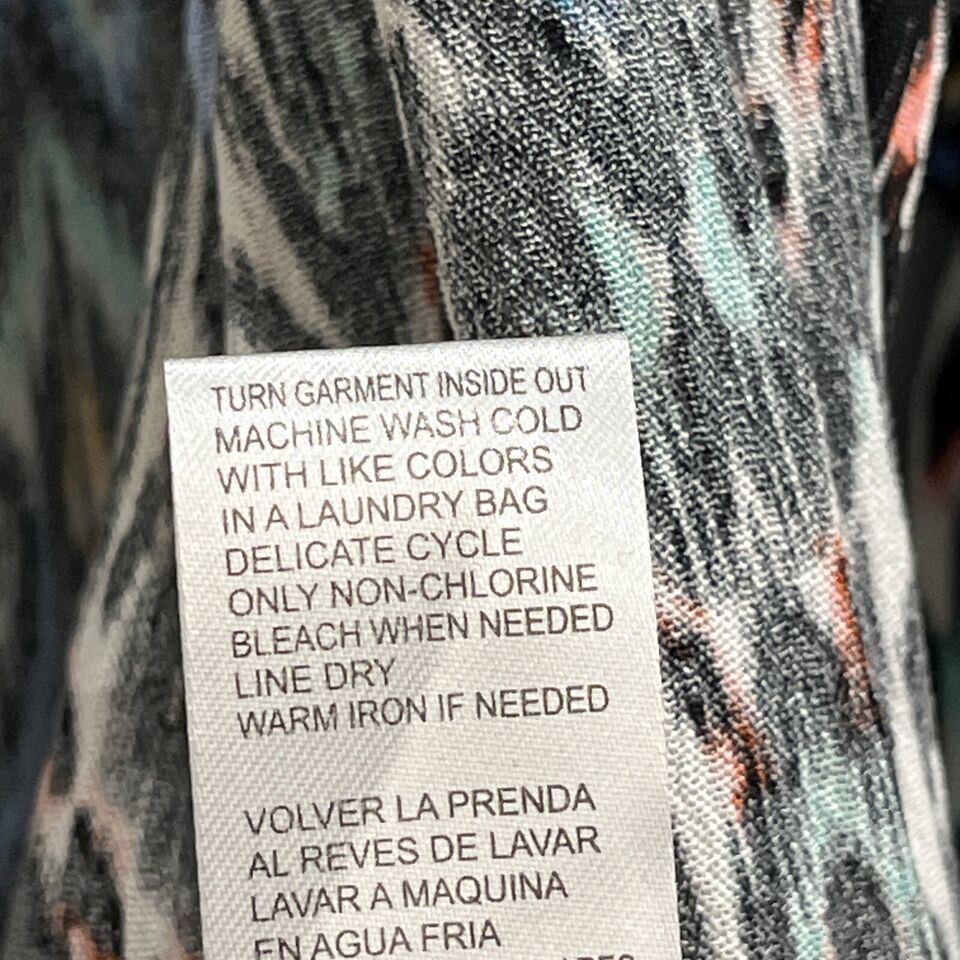 TURN GARMENT INSIDE OUT
MACHINE WASH COLD
WITH LIKE COLORS
IN A LAUNDRY BAG
DELICATE CYCLE
ONLY NON-CHLORINE
BLEACH WHEN NEEDED
LINE DRY
WARM IRON IF NEEDED
VOLVER LA PRENDA
AL REVES DE LAVAR
LAVAR A MAQUINA
EN AGUA FRIA